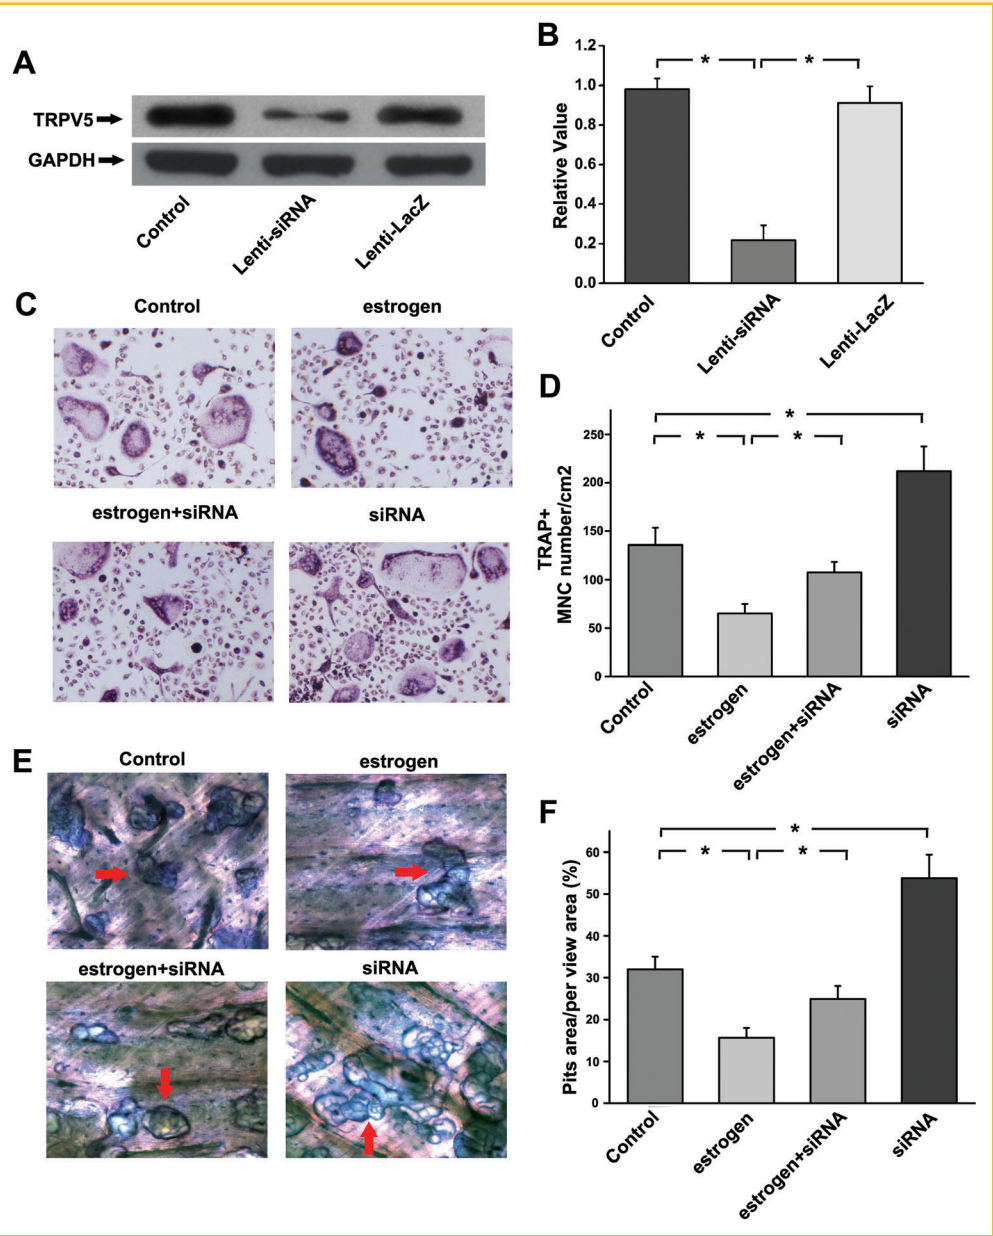 A
TRPV5
GAPDH
Control
Lenti-siRNA
Lenti-LacZ
B
Relative Value
1.2
1.0
0.8
0.6
0.4
0.2
0.0
*
*
Control
Lenti-siRNA
Lenti-LacZ
C
Control
estrogen
estrogen+siRNA
siRNA
D
TRAP+
MNC number/cm2
250
200
150
100
50
0
*
*
*
Control
estrogen
estrogen+siRNA
siRNA
E
Control
estrogen
estrogen+siRNA
siRNA
F
Pits area/per view area (%)
60
50
40
30
20
10
0
*
*
*
Control
estrogen
estrogen+siRNA
siRNA